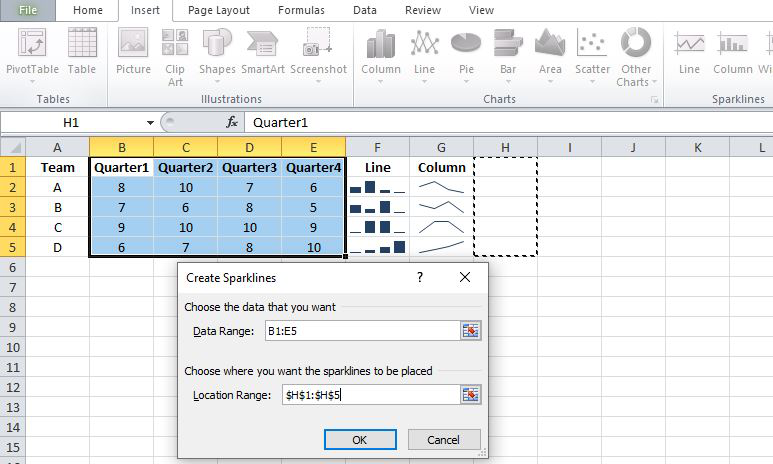 File Home Insert Page Layout Formulas Data Review View
PivotTable Table Picture Clip Art Shapes SmartArt Screenshot Column Line Pie Bar Area Scatter Other Charts Line Column Wi
Tables Illustrations Charts Sparklines
H1 fx Quarter1
A B C D E F G H I J K L
1 Team Quarter1 Quarter2 Quarter3 Quarter4 Line Column
2 A 8 10 7 6
3 B 7 6 8 5
4 C 9 10 10 9
5 D 6 7 8 10
6
7
8
9
10
11
12
13
14
15
Create Sparklines ? ×
Choose the data that you want
Data Range: B1:E5
Choose where you want the sparklines to be placed
Location Range: $H$1:$H$5
OK Cancel